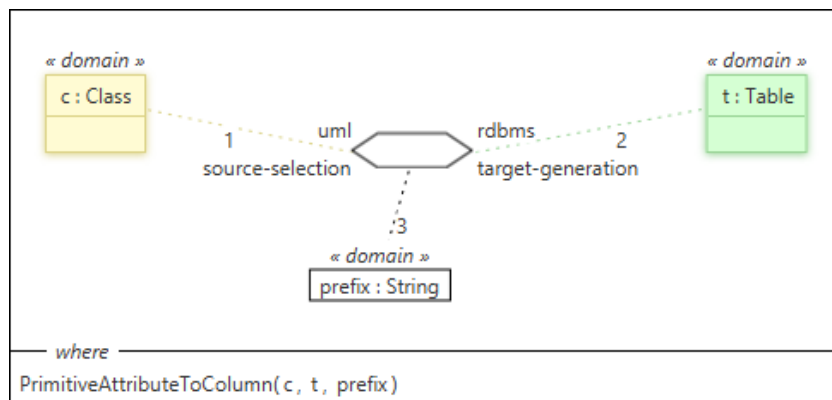 « domain »
c : Class
« domain »
t : Table
1
uml
source-selection
rdbms
2
target-generation
3
« domain »
prefix : String
where
PrimitiveAttributeToColumn( c , t , prefix )